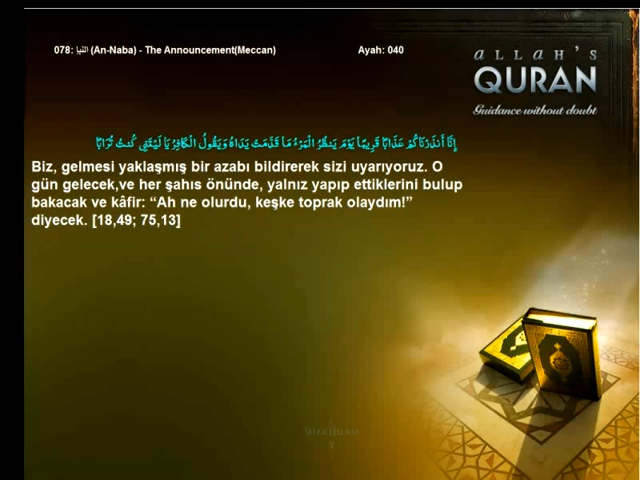 078: النبأ (An-Naba) - The Announcement(Meccan) Ayah: 040
ALLAH'S
QURAN
Guidance without doubt
إِنَّا أَنذَرْنَاكُمْ عَذَابًا قَرِيبًا يَوْمَ يَنظُرُ الْمَرْءُ مَا قَدَّمَتْ يَدَاهُ وَيَقُولُ الْكَافِرُ يَا لَيْتَنِي كُنتُ تُرَابًا
Biz, gelmesi yaklaşmış bir azabı bildirerek sizi uyarıyoruz. O
gün gelecek,ve her şahıs önünde, yalnız yapıp ettiklerini bulup
bakacak ve kâfir: “Ah ne olurdu, keşke toprak olaydım!”
diyecek. [18,49; 75,13]